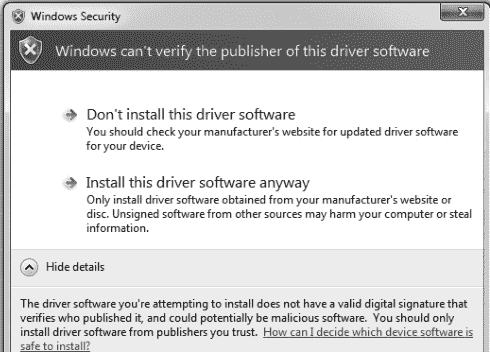 Windows Security
Windows can't verify the publisher of this driver software
Don't install this driver software
You should check your manufacturer's website for updated driver software
for your device.
Install this driver software anyway
Only install driver software obtained from your manufacturer's website or
disc. Unsigned software from other sources may harm your computer or steal
information.
Hide details
The driver software you're attempting to install does not have a valid digital signature that
verifies who published it, and could potentially be malicious software. You should only
install driver software from publishers you trust. How can I decide which device software is
safe to install?